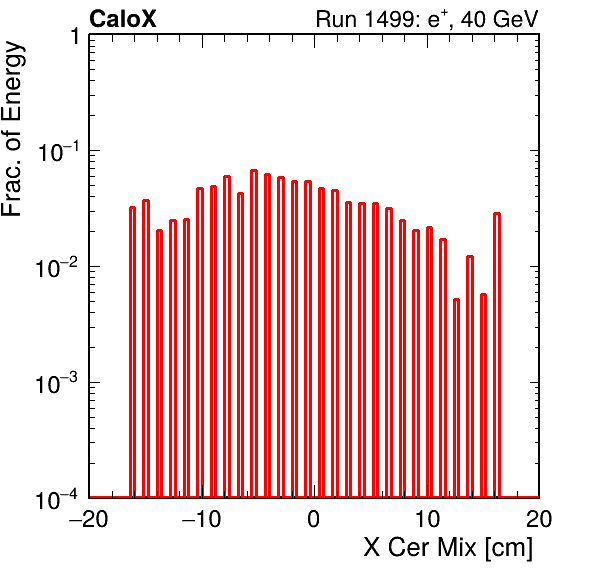 CaloX Run 1499: e⁺, 40 GeV
Frac. of Energy
1
10⁻¹
10⁻²
10⁻³
10⁻⁴
−20 −10 0 10 20
X Cer Mix [cm]